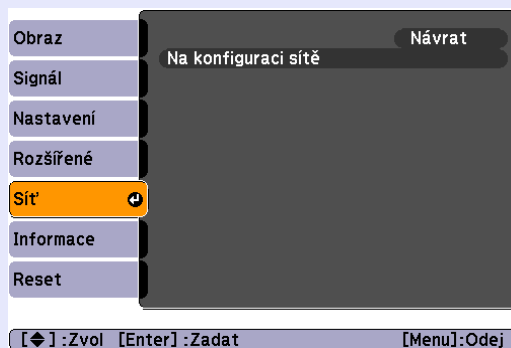 Obraz
Signál
Nastavení
Rozšířené
Síť
Informace
Reset
Návrat
Na konfiguraci sítě
[◆] :Zvol [Enter] :Zadat [Menu]:Odej